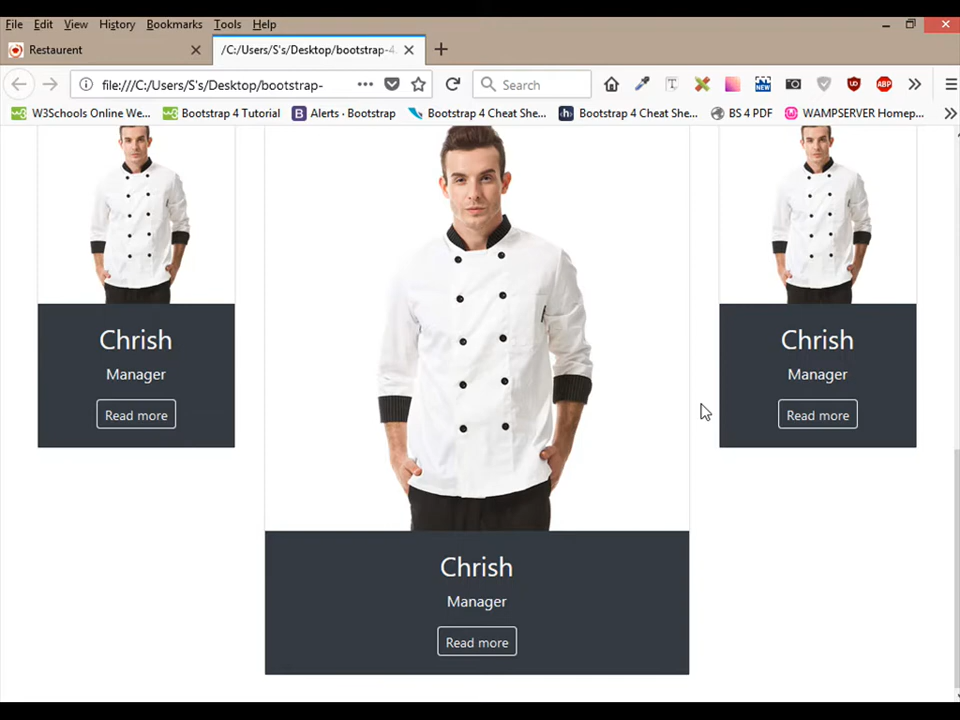 File Edit View History Bookmarks Tools Help
Restaurent
/C:/Users/S's/Desktop/bootstrap-4.
file:///C:/Users/S's/Desktop/bootstrap-
Search
NEW
ABP
W3Schools Online We...
Bootstrap 4 Tutorial
Alerts · Bootstrap
Bootstrap 4 Cheat She...
Bootstrap 4 Cheat She...
BS 4 PDF
WAMPSERVER Homep...
Chrish
Manager
Read more
Chrish
Manager
Read more
Chrish
Manager
Read more